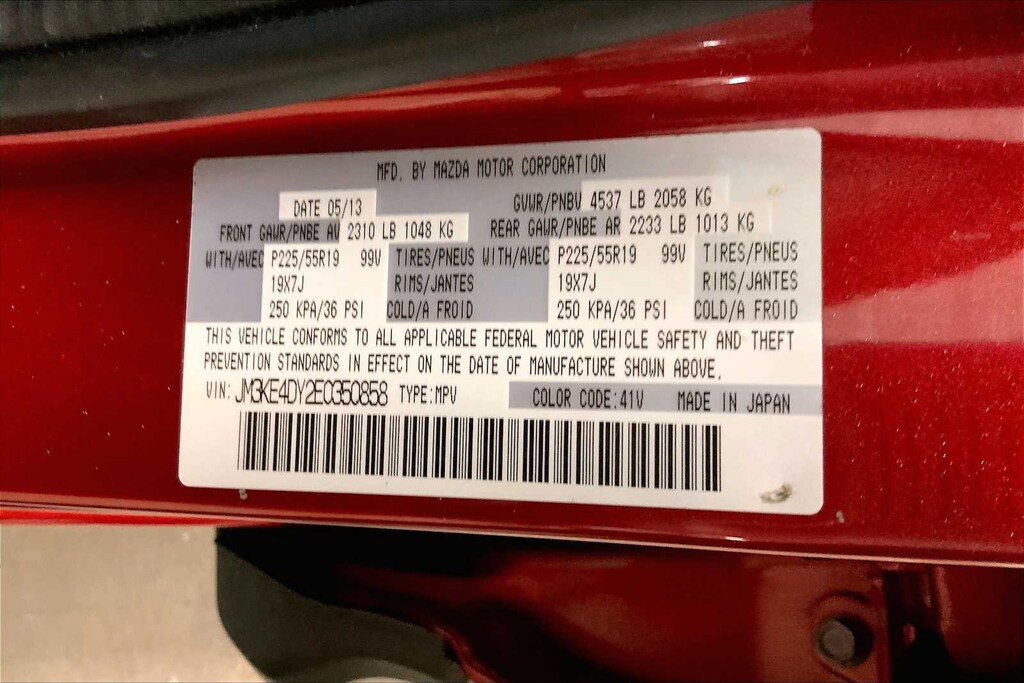 MFD. BY MAZDA MOTOR CORPORATION
DATE 05/13 GVWR/PNBV 4537 LB 2058 KG
FRONT GAWR/PNBE AV 2310 LB 1048 KG REAR GAWR/PNBE AR 2233 LB 1013 KG
WITH/AVEC P225/55R19 99V TIRES/PNEUS WITH/AVEC P225/55R19 99V TIRES/PNEUS
19X7J RIMS/JANTES 19X7J RIMS/JANTES
250 KPA/36 PSI COLD/A FROID 250 KPA/36 PSI COLD/A FROID
THIS VEHICLE CONFORMS TO ALL APPLICABLE FEDERAL MOTOR VEHICLE SAFETY AND THEFT
PREVENTION STANDARDS IN EFFECT ON THE DATE OF MANUFACTURE SHOWN ABOVE.
VIN: JM3KE4DY2E0350858 TYPE:MPV COLOR CODE:41V MADE IN JAPAN